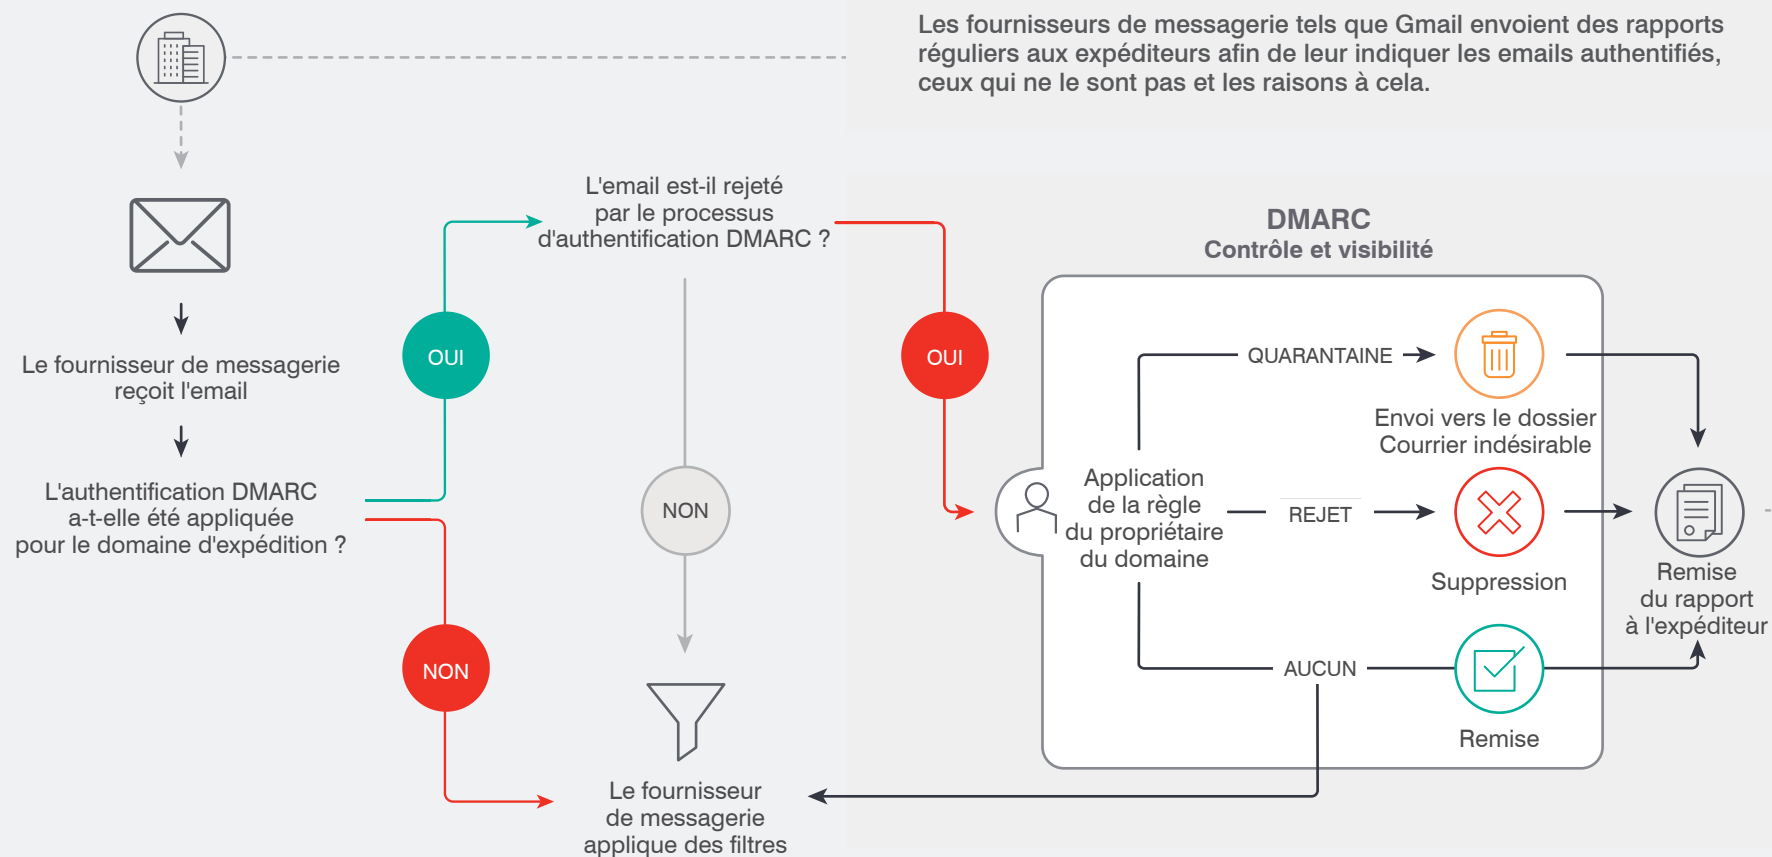 Les fournisseurs de messagerie tels que Gmail envoient des rapports
réguliers aux expéditeurs afin de leur indiquer les emails authentifiés,
ceux qui ne le sont pas et les raisons à cela.
L'email est-il rejeté
par le processus
d'authentification DMARC ?
DMARC
Contrôle et visibilité
Le fournisseur de messagerie
reçoit l'email
OUI
OUI
QUARANTAINE
Envoi vers le dossier
Courrier indésirable
L'authentification DMARC
a-t-elle été appliquée
pour le domaine d'expédition ?
NON
Application
de la règle
du propriétaire
du domaine
REJET
Suppression
Remise
du rapport
à l'expéditeur
NON
AUCUN
Remise
Le fournisseur
de messagerie
applique des filtres